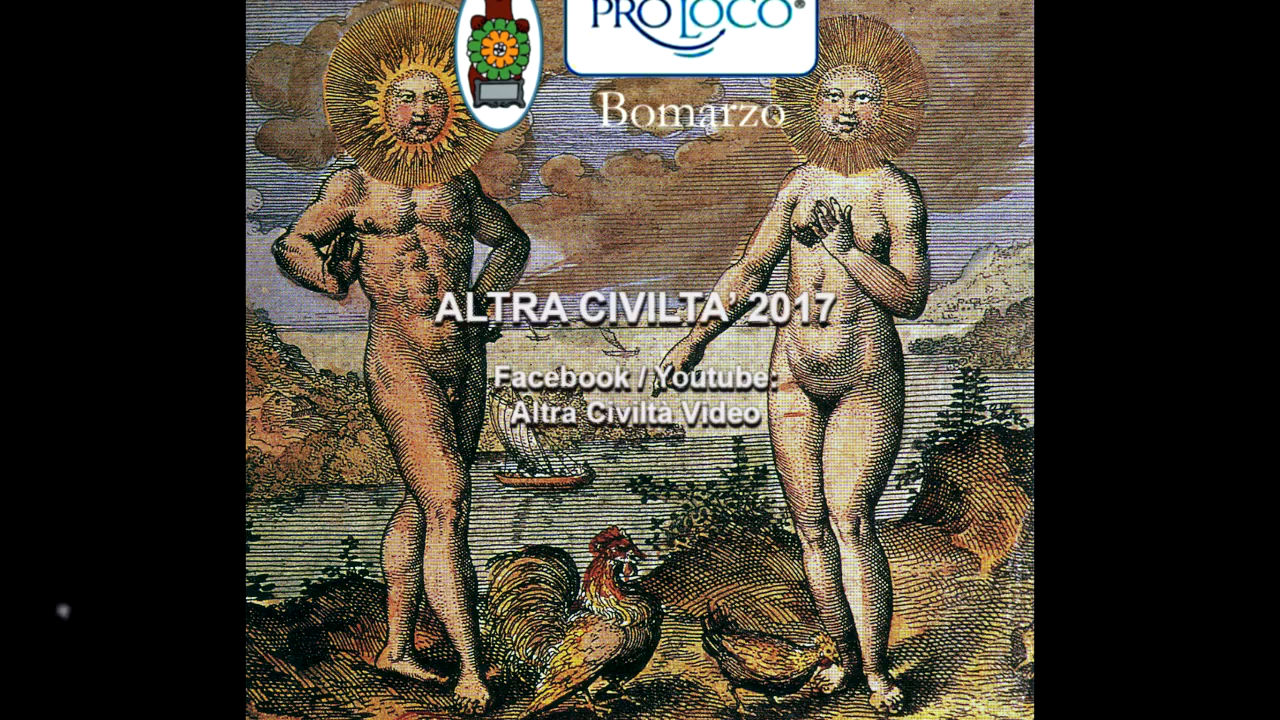 PRO LOCO®
Bomarzo
ALTRA CIVILTA’ 2017
Facebook / Youtube:
Altra Civilta Video